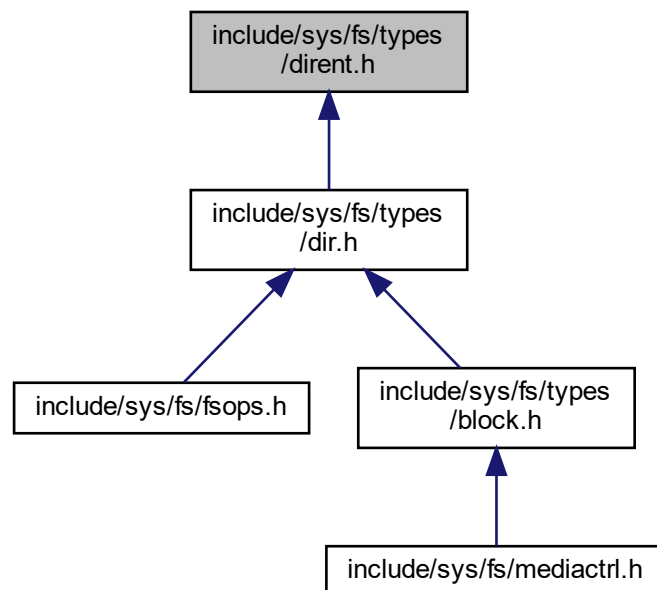 include/sys/fs/types
/dirent.h
include/sys/fs/types
/dir.h
include/sys/fs/fsops.h
include/sys/fs/types
/block.h
include/sys/fs/mediactrl.h